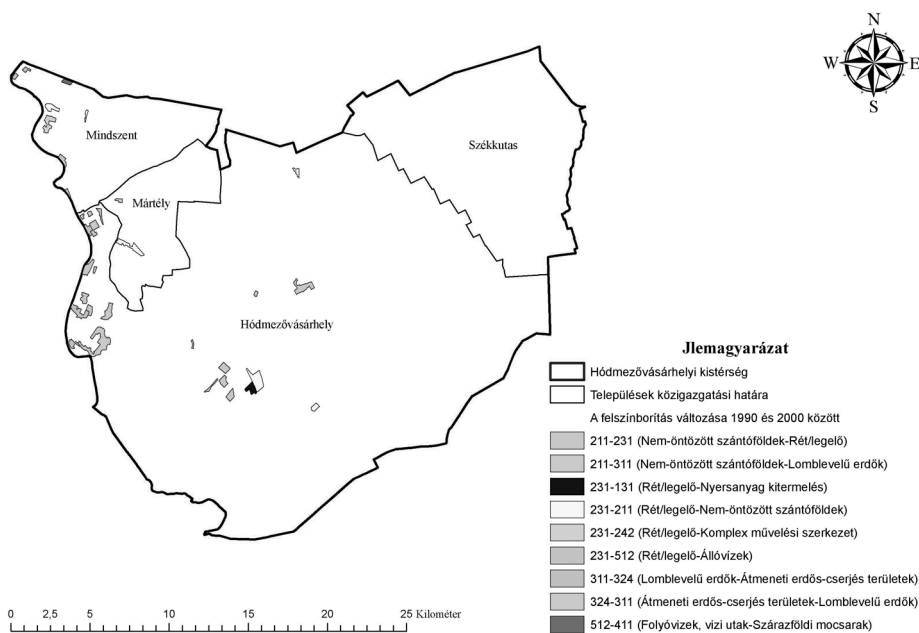 N
W E
S
Mindszent
Székkutas
Mártély
Hódmezővásárhely
Jlemagyarázat
Hódmezővásárhelyi kistérség
Települések közigazgatási határa
A felszínborítás változása 1990 és 2000 között
211-231 (Nem-öntözött szántóföldek-Rét/legelő)
211-311 (Nem-öntözött szántóföldek-Lomblevelű erdők)
231-131 (Rét/legelő-Nyersanyag kitermelés)
231-211 (Rét/legelő-Nem-öntözött szántóföldek)
231-242 (Rét/legelő-Komplex művelési szerkezet)
231-512 (Rét/legelő-Állóvízek)
311-324 (Lomblevelű erdők-Átmeneti erdős-cserjés területek)
324-311 (Átmeneti erdős-cserjés területek-Lomblevelű erdők)
512-411 (Folyóvizek, vizi utak-Szárazföldi mocsarak)
0 2,5 5 10 15 20 25 Kilométer